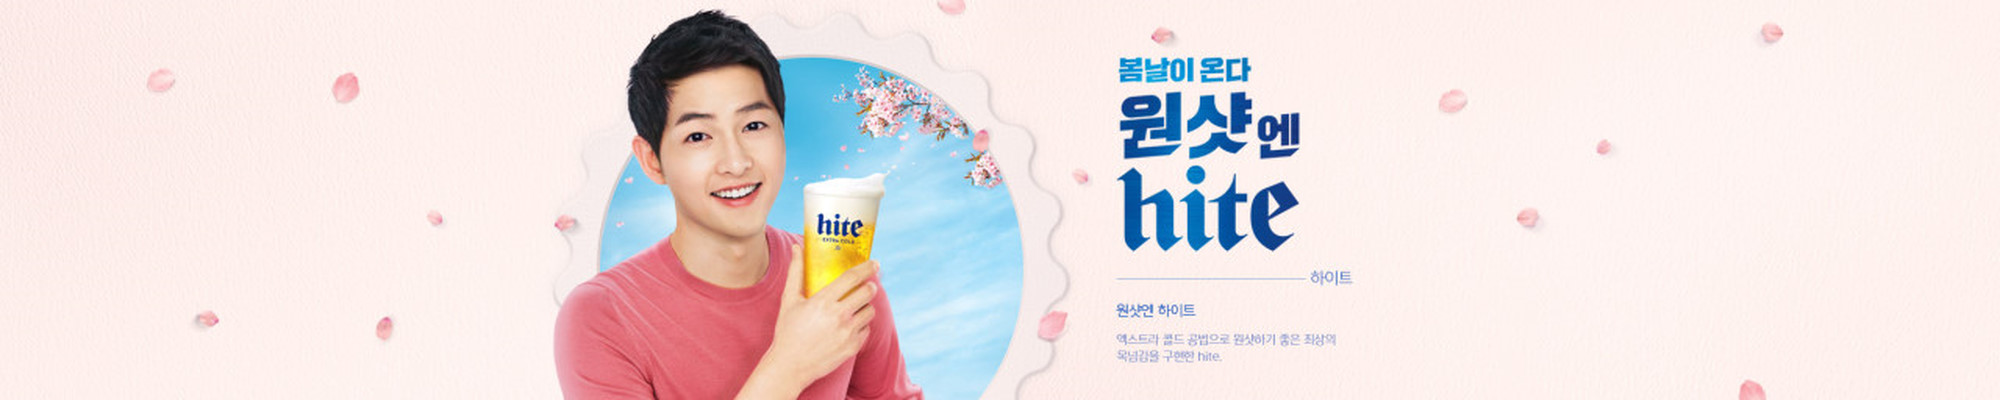 hite
EXTRA COLD
봄날이 온다
원샷엔
hite
하이트
원샷엔 하이트
엑스트라 콜드 공법으로 원샷하기 좋은 최상의
목넘김을 구현한 hite.